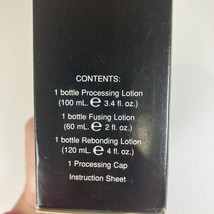 CONTENTS:
1 bottle Processing Lotion
(100 mL ℮ 3.4 fl. oz.)
1 bottle Fusing Lotion
(60 mL ℮ 2 fl. oz.)
1 bottle Rebonding Lotion
(120 mL ℮ 4 fl. oz.)
1 Processing Cap
Instruction Sheet